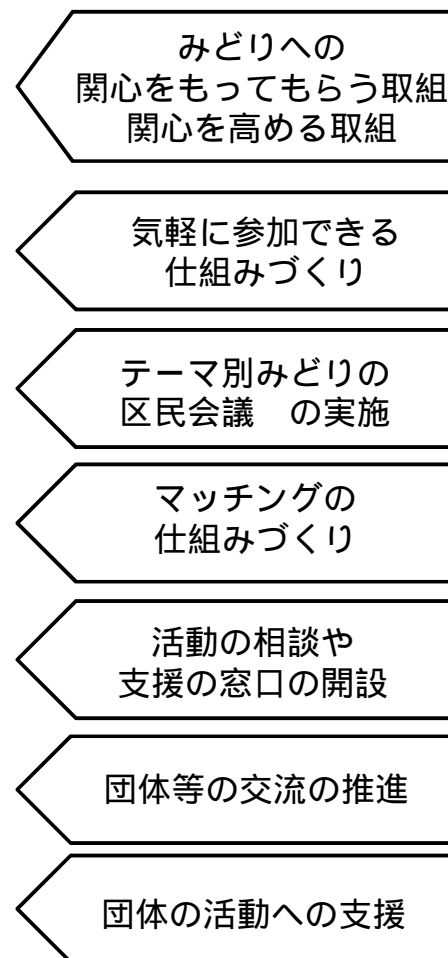 みどりへの
関心をもってもらう取組
関心を高める取組
気軽に参加できる
仕組みづくり
テーマ別みどりの
区民会議　の実施
マッチングの
仕組みづくり
活動の相談や
支援の窓口の開設
団体等の交流の推進
団体の活動への支援